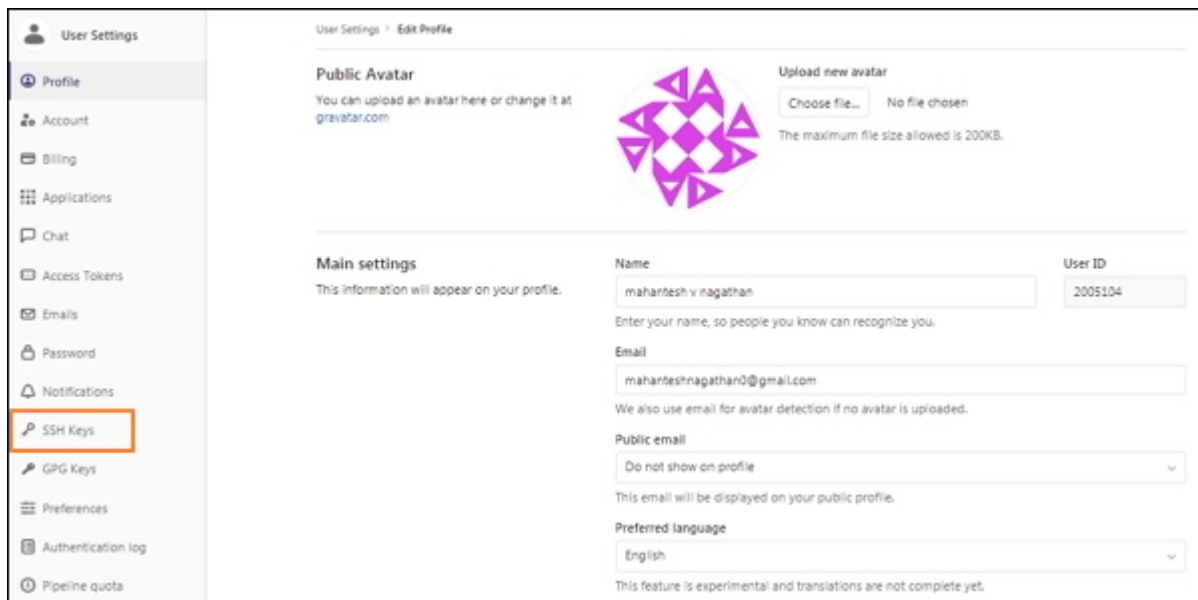 User Settings
Profile
Account
Billing
Applications
Chat
Access Tokens
Emails
Password
Notifications
SSH Keys
GPG Keys
Preferences
Authentication log
Pipeline quota
User Settings > Edit Profile
Public Avatar
You can upload an avatar here or change it at
gravatar.com
Upload new avatar
Choose file... No file chosen
The maximum file size allowed is 200KB.
Main settings
This information will appear on your profile.
Name
mahantesh v nagathan
Enter your name, so people you know can recognize you.
User ID
2005104
Email
mahanteshnagathan0@gmail.com
We also use email for avatar detection if no avatar is uploaded.
Public email
Do not show on profile
This email will be displayed on your public profile.
Preferred language
English
This feature is experimental and translations are not complete yet.